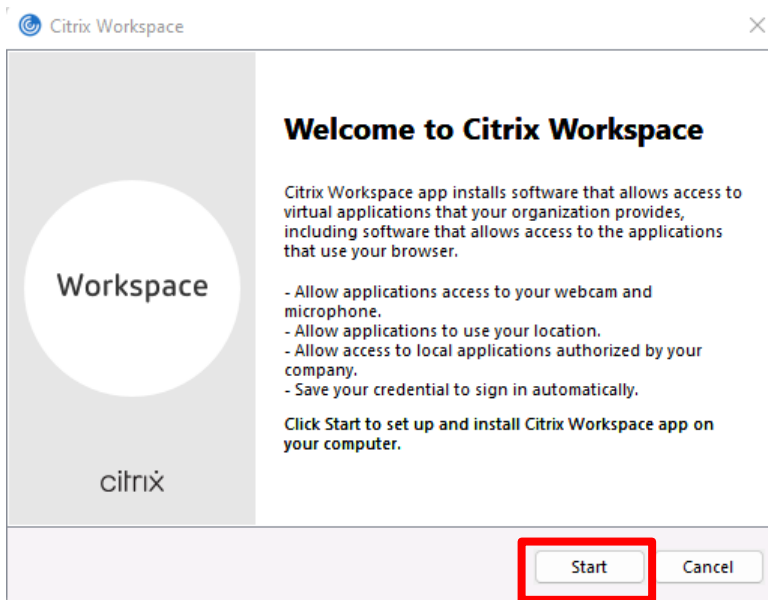 Citrix Workspace
Welcome to Citrix Workspace
Citrix Workspace app installs software that allows access to
virtual applications that your organization provides,
including software that allows access to the applications
that use your browser.
- Allow applications access to your webcam and
microphone.
- Allow applications to use your location.
- Allow access to local applications authorized by your
company.
- Save your credential to sign in automatically.
Click Start to set up and install Citrix Workspace app on
your computer.
Workspace
citrix
Start
Cancel